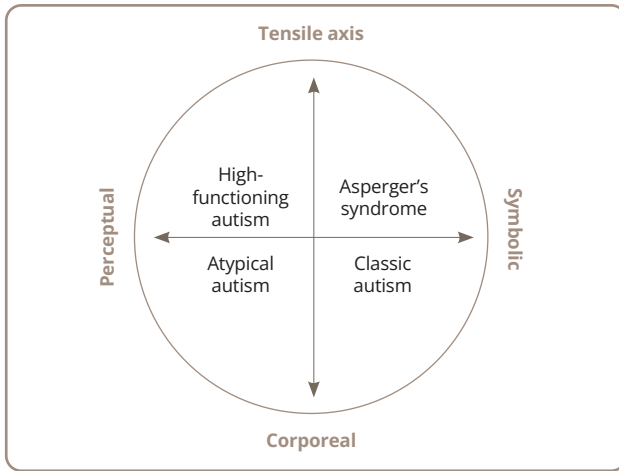 Tensile axis
High-
functioning
autism
Asperger's
syndrome
Perceptual
Symbolic
Atypical
autism
Classic
autism
Corporeal